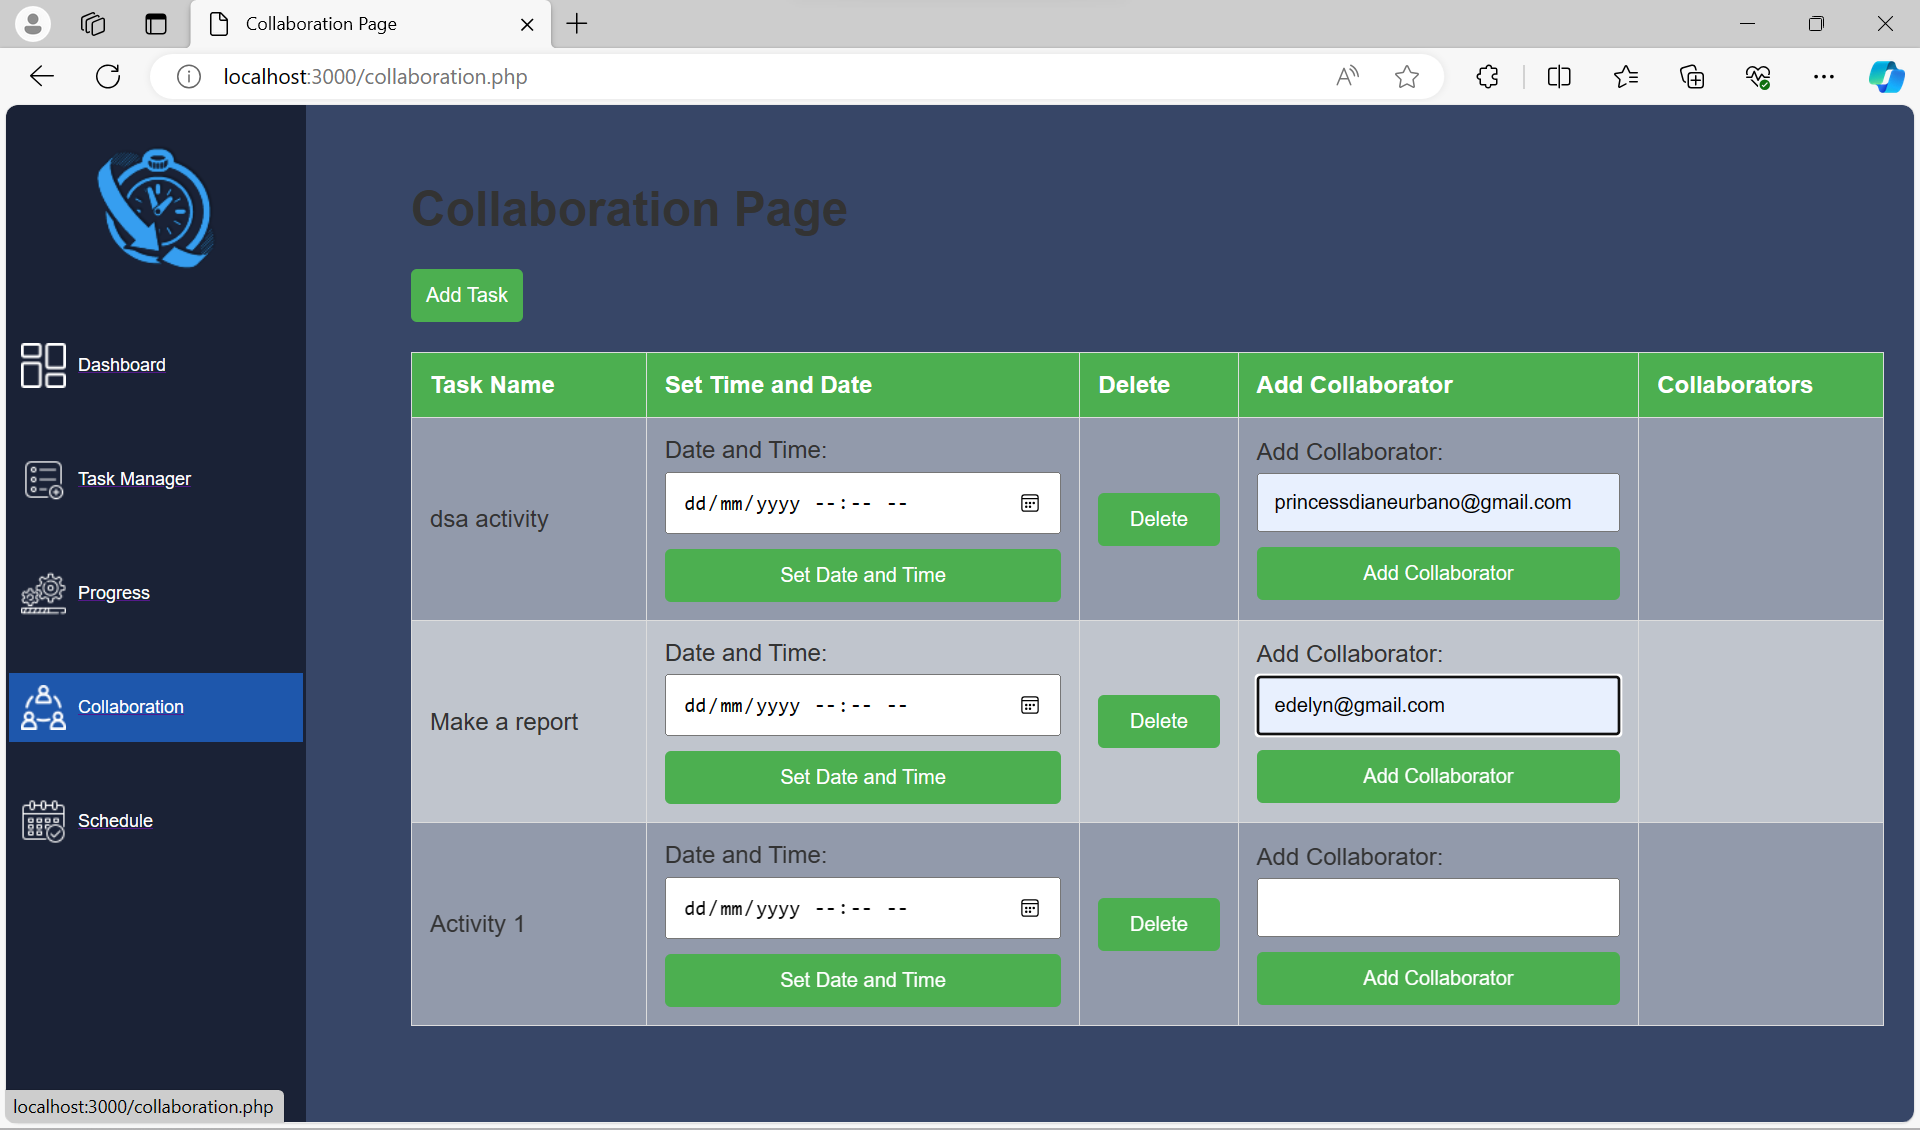 Collaboration Page
localhost:3000/collaboration.php
Collaboration Page
Add Task
Dashboard
Task Manager
Progress
Collaboration
Schedule
Task Name Set Time and Date Delete Add Collaborator Collaborators
dsa activity
Date and Time:
dd/mm/yyyy --:-- --
Set Date and Time
Delete
Add Collaborator:
princessdianeurbano@gmail.com
Add Collaborator
Make a report
Date and Time:
dd/mm/yyyy --:-- --
Set Date and Time
Delete
Add Collaborator:
edelyn@gmail.com
Add Collaborator
Activity 1
Date and Time:
dd/mm/yyyy --:-- --
Set Date and Time
Delete
Add Collaborator:
Add Collaborator
localhost:3000/collaboration.php